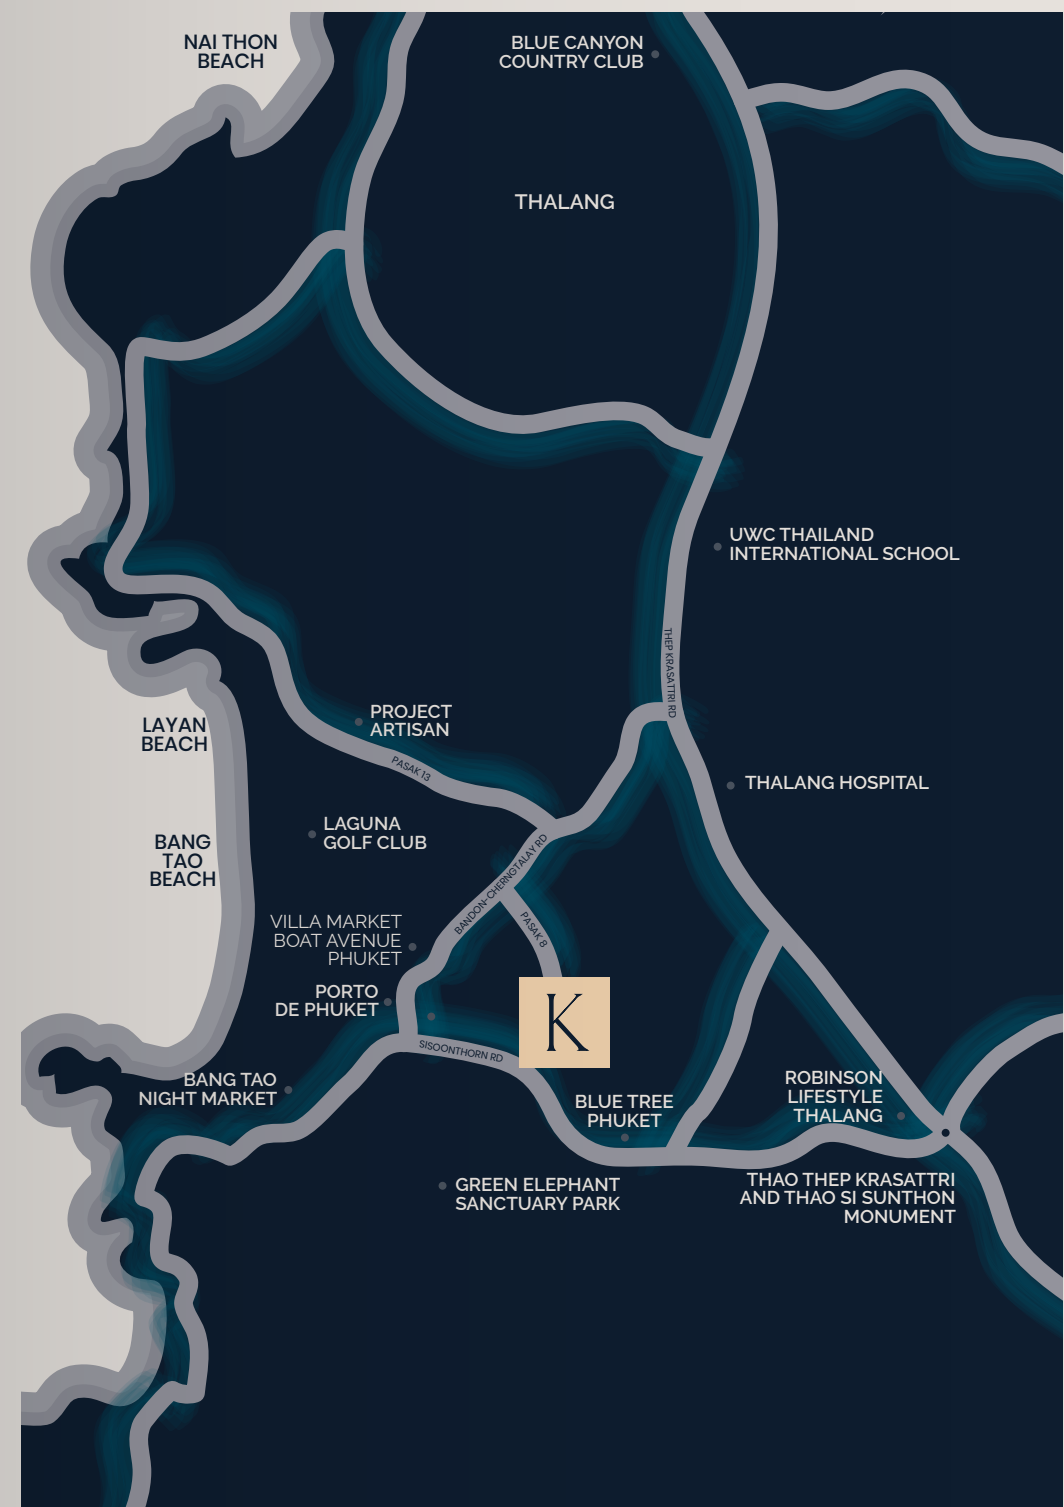 NAI THON
BEACH
BLUE CANYON
COUNTRY CLUB
THALANG
UWC THAILAND
INTERNATIONAL SCHOOL
THEP KRASATTRI RD
PROJECT
ARTISAN
LAYAN
BEACH
PASAK 13
THALANG HOSPITAL
LAGUNA
GOLF CLUB
BANG
TAO
BEACH
BANDON-CHERNGTALAY RD
VILLA MARKET
BOAT AVENUE
PHUKET
PASAK 8
PORTO
DE PHUKET
K
SISOONTHORN RD
BANG TAO
NIGHT MARKET
ROBINSON
LIFESTYLE
THALANG
BLUE TREE
PHUKET
GREEN ELEPHANT
SANCTUARY PARK
THAO THEP KRASATTRI
AND THAO SI SUNTHON
MONUMENT